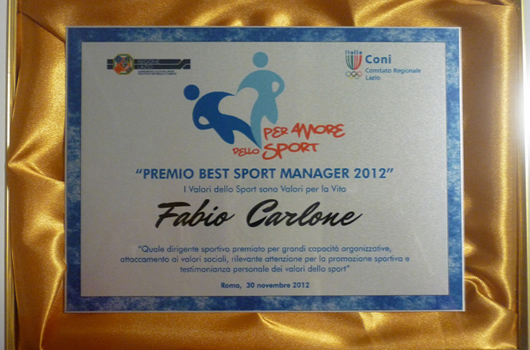 Italia
Coni
Comitato Regionale
Lazio
PER AMORE
DELLO SPORT
"PREMIO BEST SPORT MANAGER 2012"
I Valori dello Sport sono Valori per la Vita
Fabio Carlone
"Quale dirigente sportivo premiato per grandi capacità organizzative,
attaccamento ai valori sociali, rilevante attenzione per la promozione sportiva e
testimonianza personale dei valori dello sport"
Roma, 30 novembre 2012